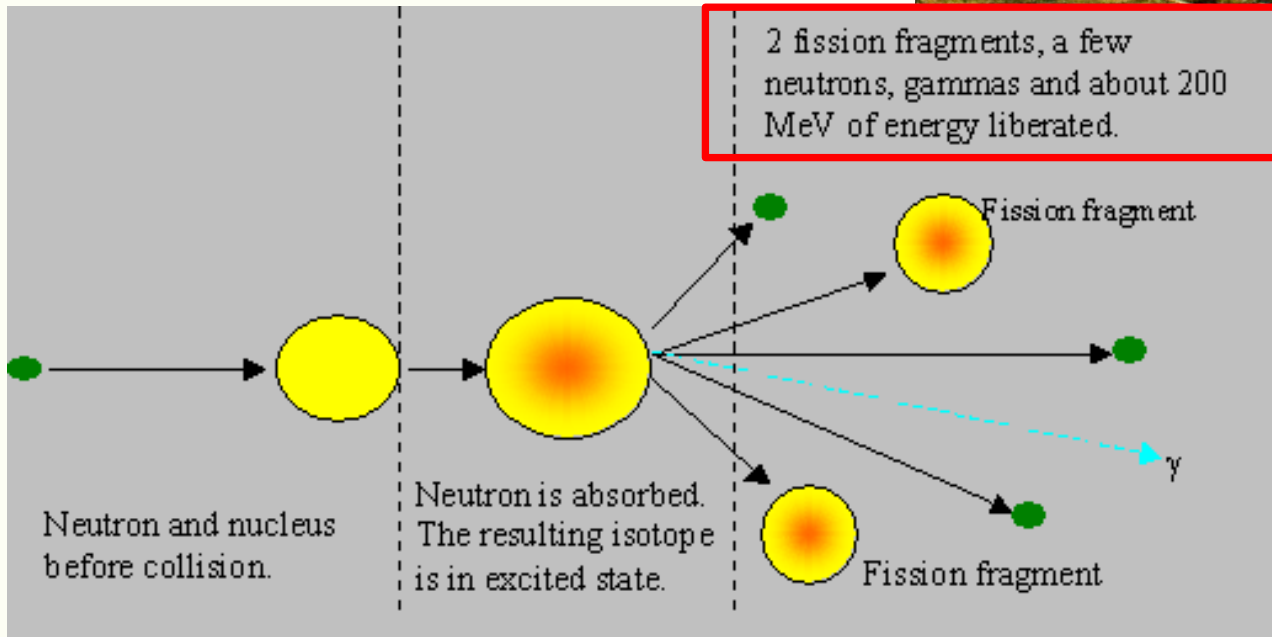 2 fission fragments, a few
neutrons, gammas and about 200
MeV of energy liberated.
Fission fragment
γ
Neutron is absorbed.
The resulting isotope
is in excited state.
Neutron and nucleus
before collision.
Fission fragment